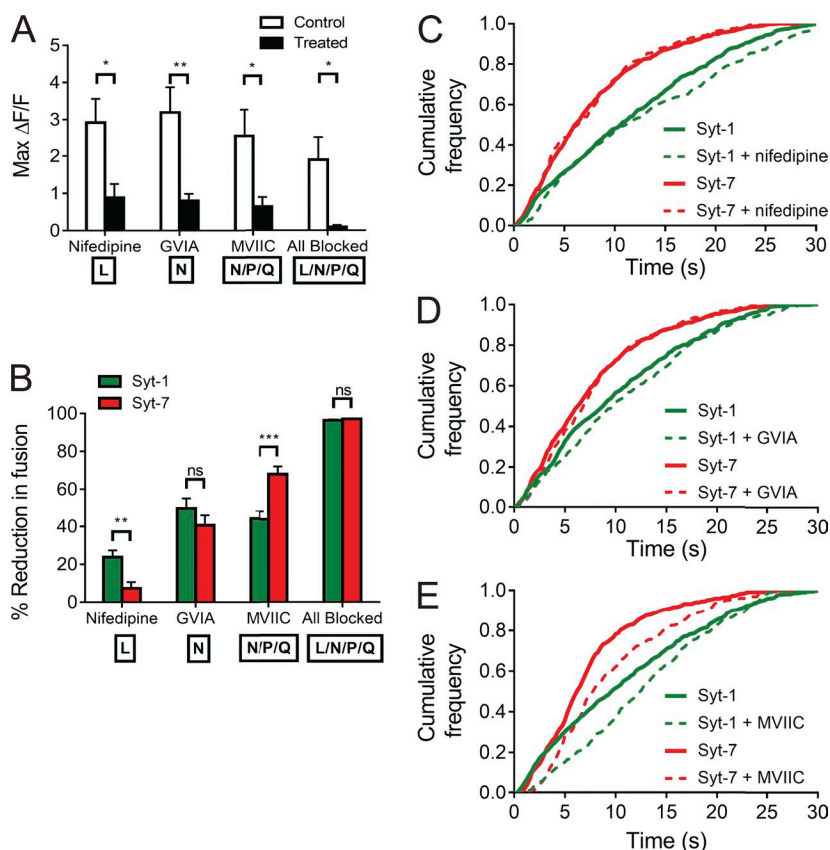 A
Control
Treated
Max ΔF/F
5
4
3
2
1
0
* ** * *
Nifedipine GVIA MVIIC All Blocked
L N N/P/Q L/N/P/Q
B
Syt-1
Syt-7
% Reduction in fusion
100
80
60
40
20
0
** ns *** ns
Nifedipine GVIA MVIIC All Blocked
L N N/P/Q L/N/P/Q
C
Cumulative
frequency
1.0
0.8
0.6
0.4
0.2
0.0
Syt-1
Syt-1 + nifedipine
Syt-7
Syt-7 + nifedipine
0 5 10 15 20 25 30
Time (s)
D
Cumulative
frequency
1.0
0.8
0.6
0.4
0.2
0.0
Syt-1
Syt-1 + GVIA
Syt-7
Syt-7 + GVIA
0 5 10 15 20 25 30
Time (s)
E
Cumulative
frequency
1.0
0.8
0.6
0.4
0.2
0.0
Syt-1
Syt-1 + MVIIC
Syt-7
Syt-7 + MVIIC
0 5 10 15 20 25 30
Time (s)